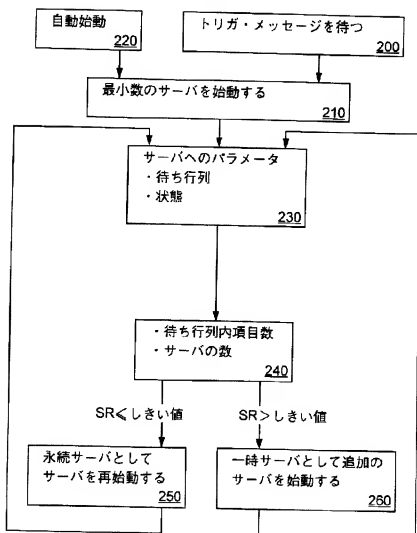 自動始動
220
トリガ・メッセージを待つ
200
最小数のサーバを始動する
210
サーバへのパラメータ
・待ち行列
・状態
230
・待ち行列内項目数
・サーバの数
240
SR≦しきい値
SR>しきい値
永続サーバとして
サーバを再始動する
250
一時サーバとして追加の
サーバを始動する
260